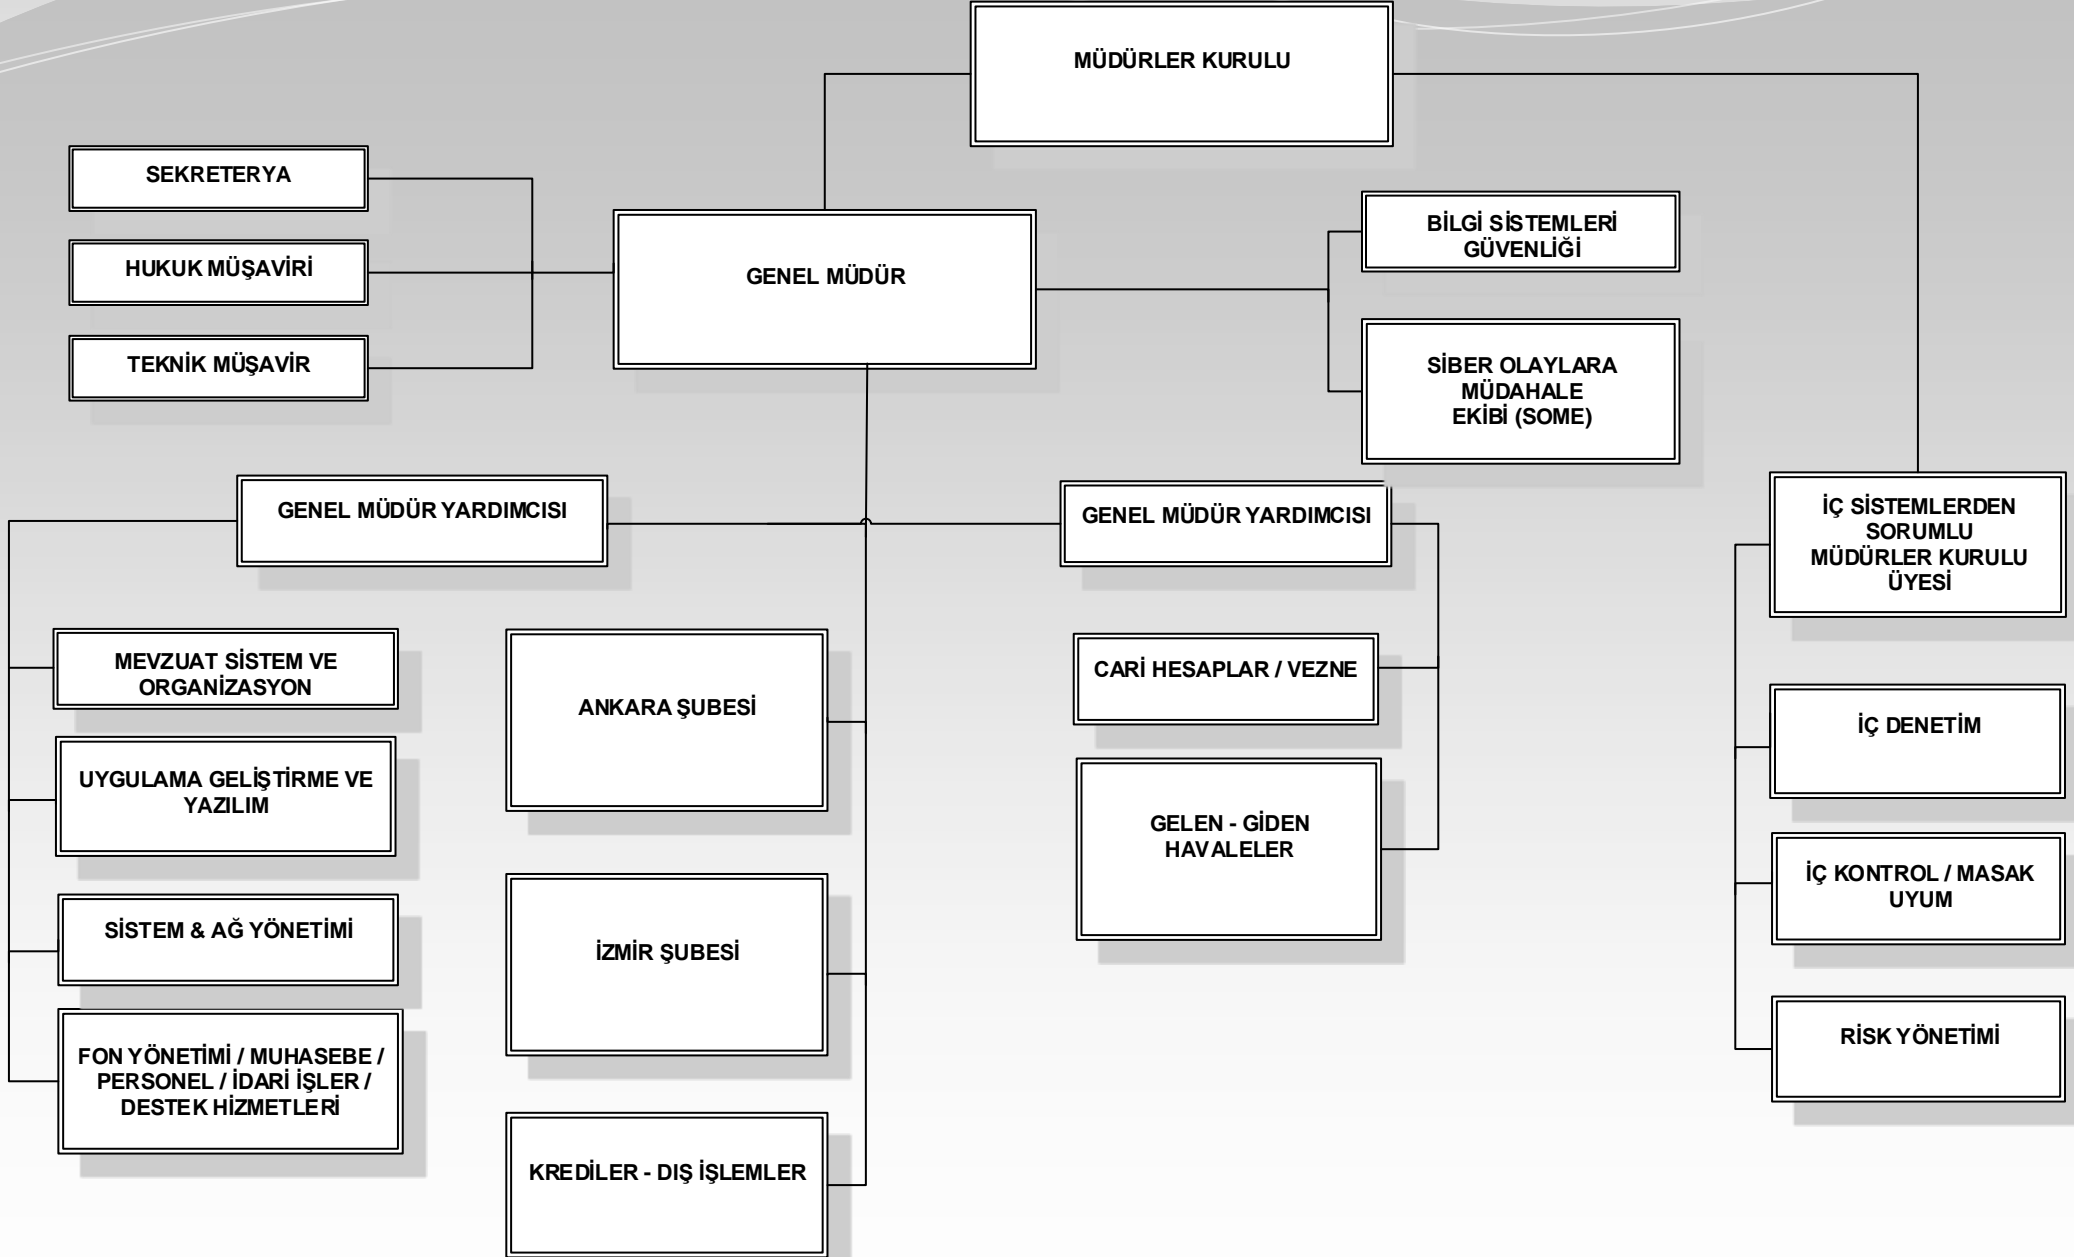 MÜDÜRLER KURULU
SEKRETERYA
HUKUK MÜŞAVİRİ
TEKNİK MÜŞAVİR
GENEL MÜDÜR
BİLGİ SİSTEMLERİ
GÜVENLİĞİ
SİBER OLAYLARA
MÜDAHALE
EKİBİ (SOME)
GENEL MÜDÜR YARDIMCISI
GENEL MÜDÜR YARDIMCISI
İÇ SİSTEMLERDEN
SORUMLU
MÜDÜRLER KURULU
ÜYESİ
MEVZUAT SİSTEM VE
ORGANİZASYON
UYGULAMA GELİŞTİRME VE
YAZILIM
SİSTEM & AĞ YÖNETİMİ
FON YÖNETİMİ / MUHASEBE /
PERSONEL / İDARİ İŞLER /
DESTEK HİZMETLERİ
ANKARA ŞUBESİ
İZMİR ŞUBESİ
KREDİLER - DIŞ İŞLEMLER
CARİ HESAPLAR / VEZNE
GELEN - GİDEN
HAVALELER
İÇ DENETİM
İÇ KONTROL / MASAK
UYUM
RİSK YÖNETİMİ